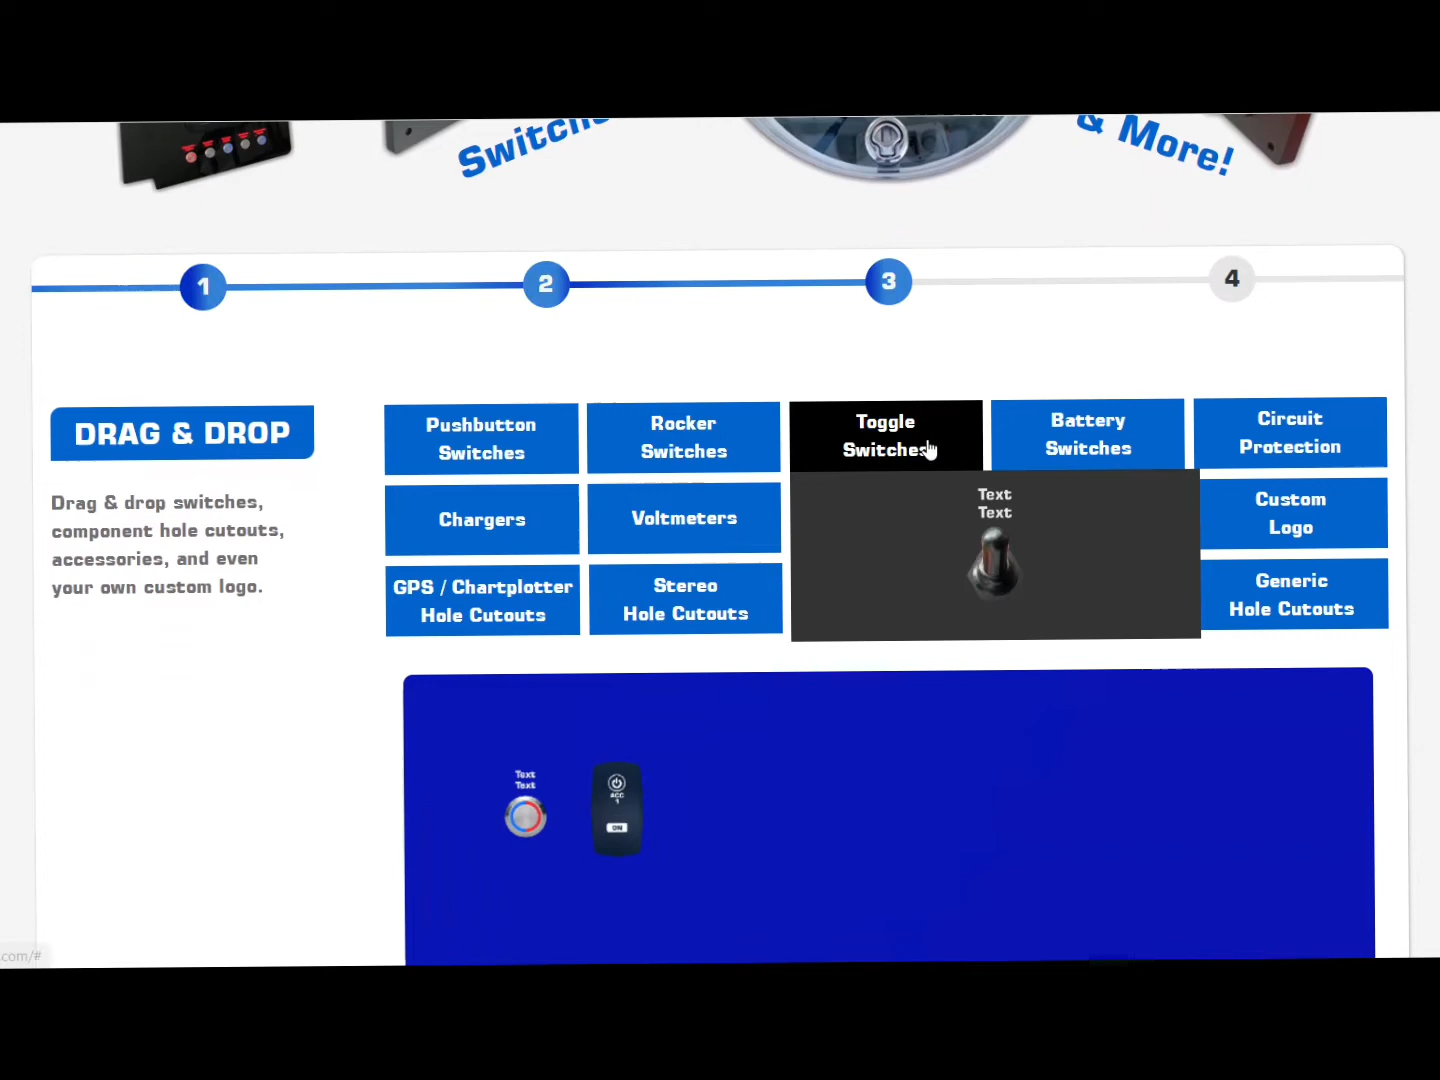 & More!
1
2
3
4
DRAG & DROP
Drag & drop switches,
component hole cutouts,
accessories, and even
your own custom logo.
Pushbutton
Switches
Rocker
Switches
Toggle
Switches
Battery
Switches
Circuit
Protection
Chargers
Voltmeters
Text
Text
Custom
Logo
GPS / Chartplotter
Hole Cutouts
Stereo
Hole Cutouts
Generic
Hole Cutouts
Text
Text
ACC
1
ON
.com/#